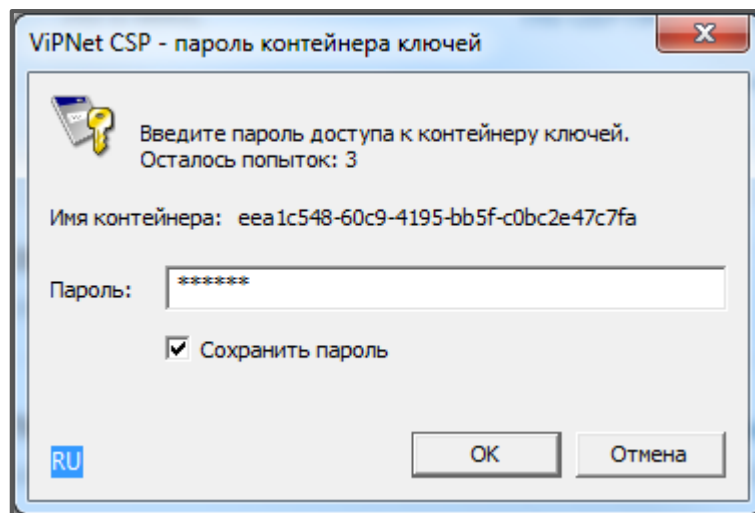 ViPNet CSP - пароль контейнера ключей
Введите пароль доступа к контейнеру ключей.
Осталось попыток: 3
Имя контейнера: eea1c548-60c9-4195-bb5f-c0bc2e47c7fa
Пароль: ******
Сохранить пароль
RU
OK
Отмена